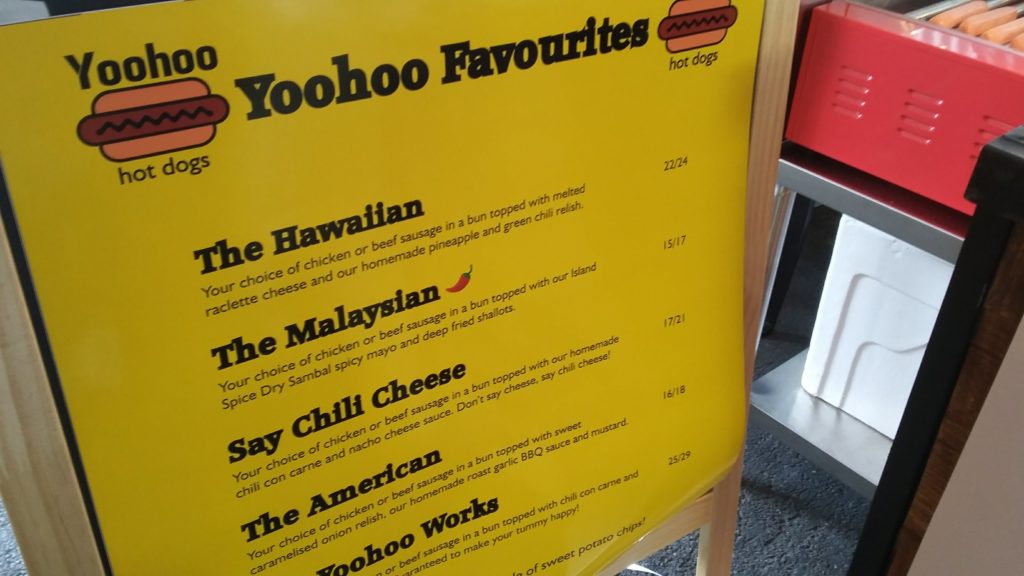 Yoohoo
hot dogs
Yoohoo Favourites
hot dogs
The Hawaiian 22/24
Your choice of chicken or beef sausage in a bun topped with melted
raclette cheese and our homemade pineapple and green chili relish.
The Malaysian 15/17
Your choice of chicken or beef sausage in a bun topped with our Island
Spice Dry Sambal spicy mayo and deep fried shallots.
Say Chili Cheese 17/21
Your choice of chicken or beef sausage in a bun topped with our homemade
chili con carne and nacho cheese sauce. Don't say cheese, say chili cheese!
The American 16/18
Your choice of chicken or beef sausage in a bun topped with sweet
caramelised onion relish, our homemade roast garlic BBQ sauce and mustard.
Yoohoo Works 25/29
or beef sausage in a bun topped with chili con carne and
to make your tummy happy!
of sweet potato chips!